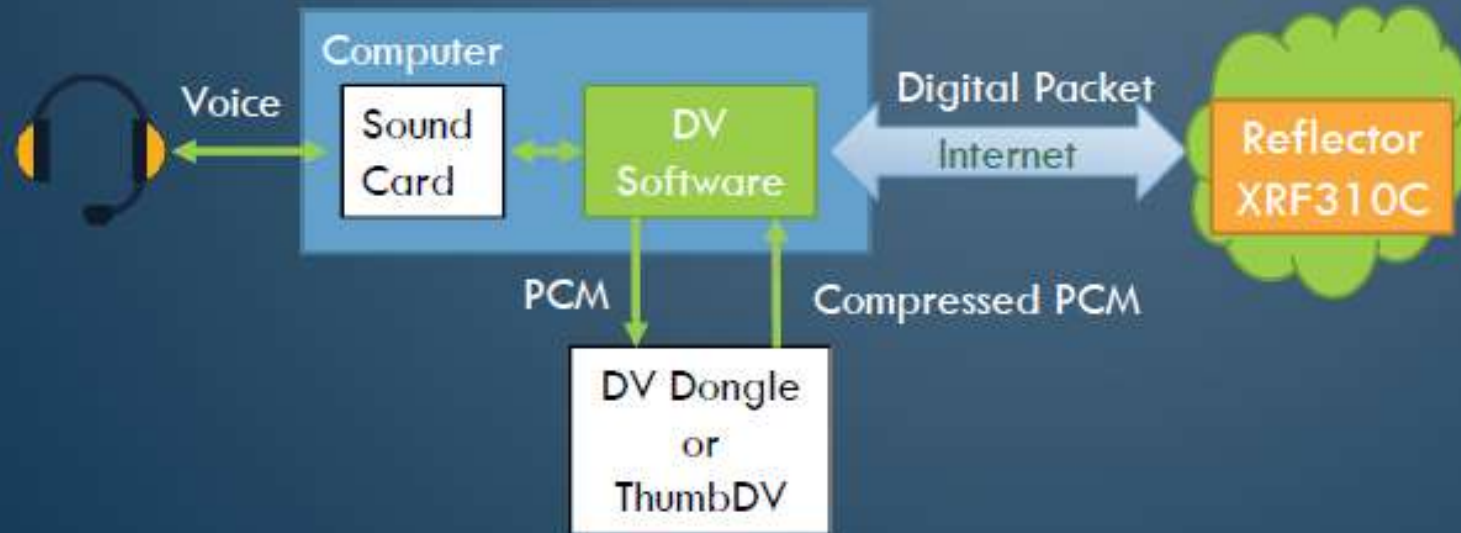 Computer
Voice
Sound
Card
DV
Software
Digital Packet
Internet
Reflector
XRF310C
PCM
Compressed PCM
DV Dongle
or
ThumbDV